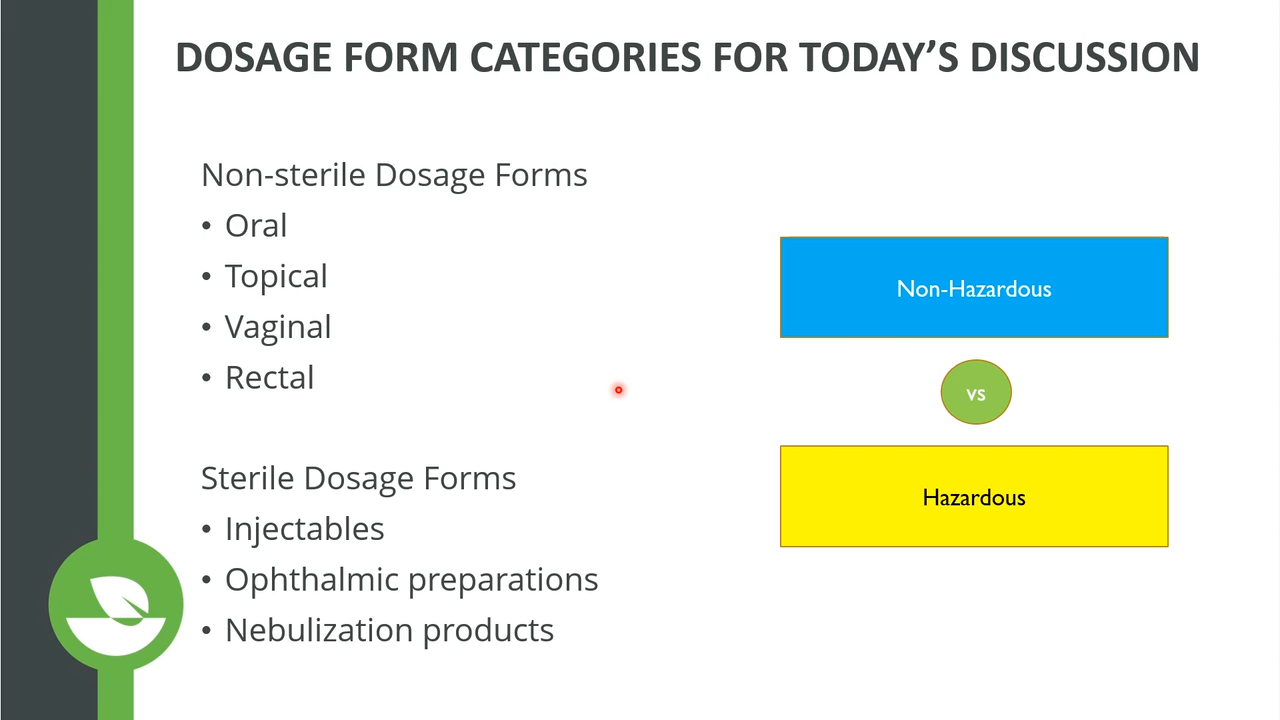 DOSAGE FORM CATEGORIES FOR TODAY’S DISCUSSION
Non-sterile Dosage Forms
• Oral
• Topical
• Vaginal
• Rectal
Sterile Dosage Forms
• Injectables
• Ophthalmic preparations
• Nebulization products
Non-Hazardous
vs
Hazardous